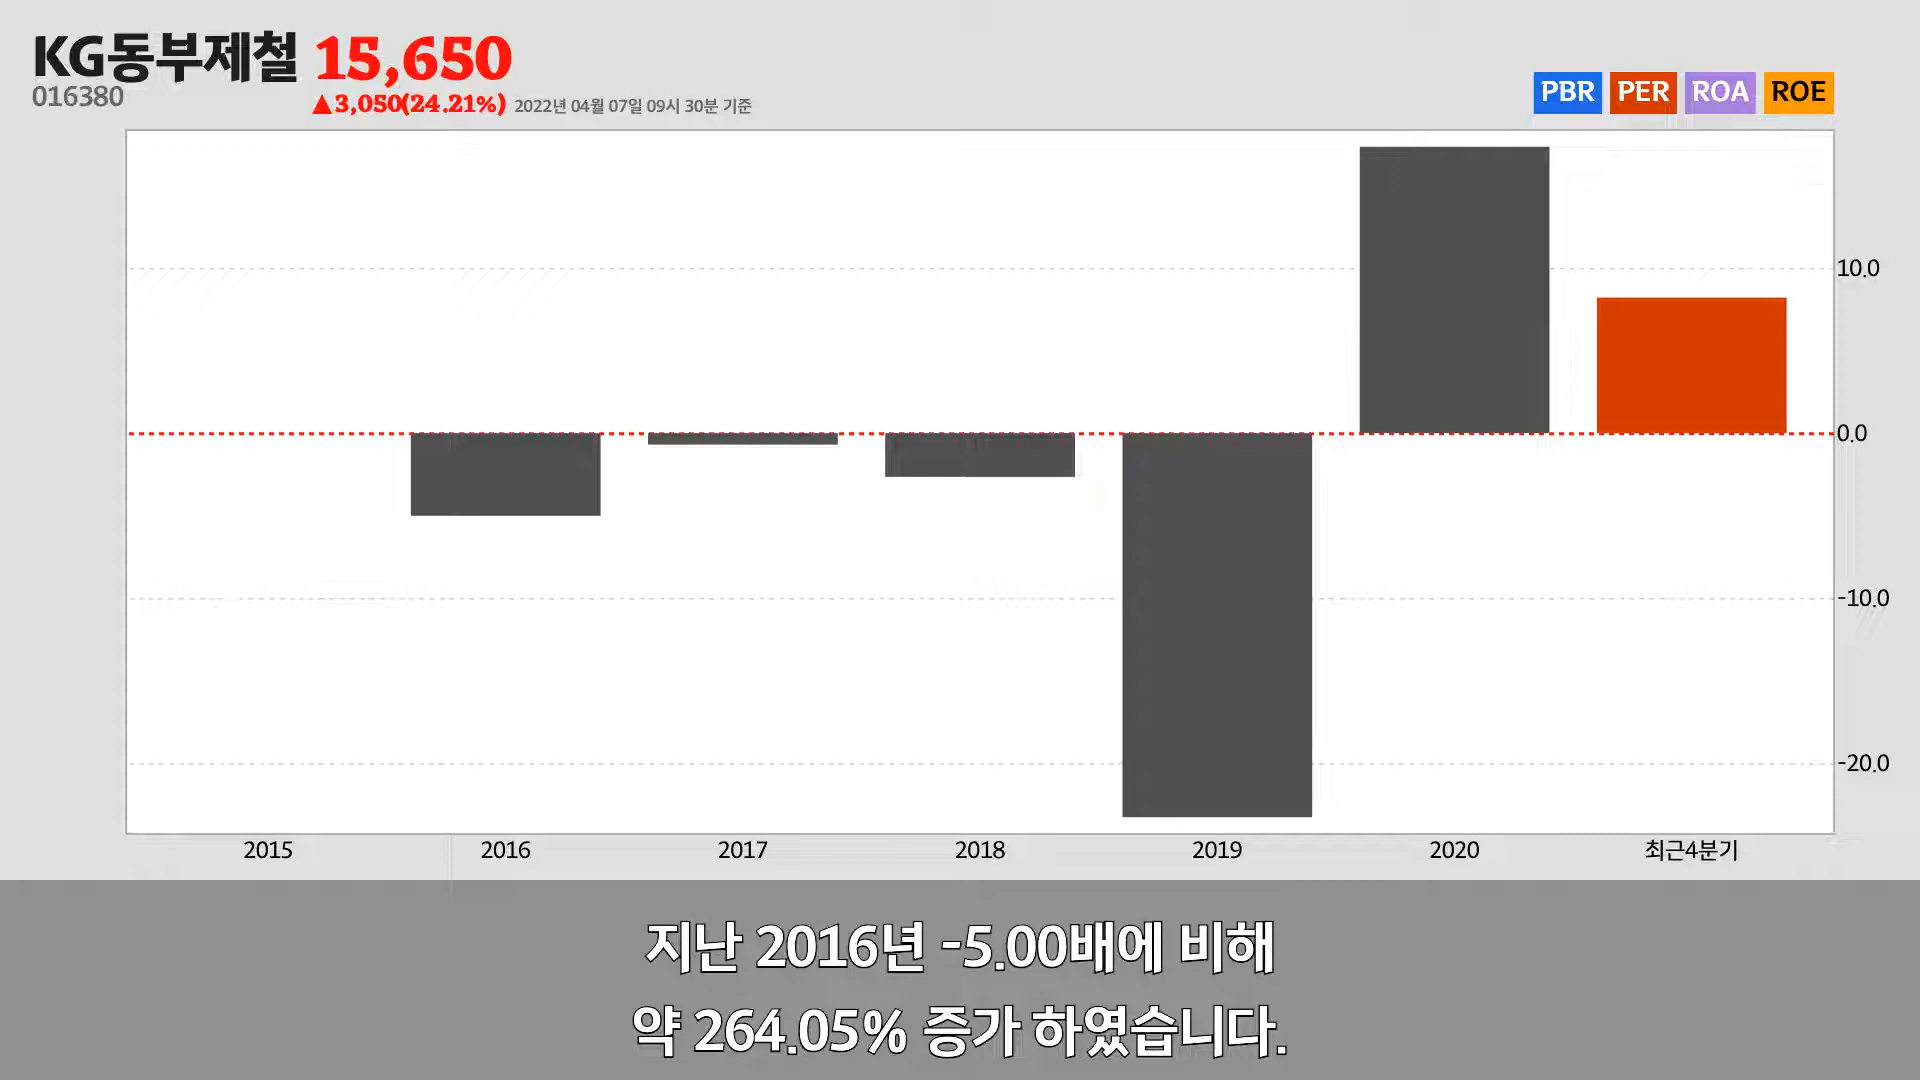 KG동부제철 15,650
016380
▲3,050(24.21%) 2022년 04월 07일 09시 30분 기준
PBR PER ROA ROE
10.0
0.0
-10.0
-20.0
2015 2016 2017 2018 2019 2020 최근4분기
지난 2016년 -5.00배에 비해
약 264.05% 증가 하였습니다.